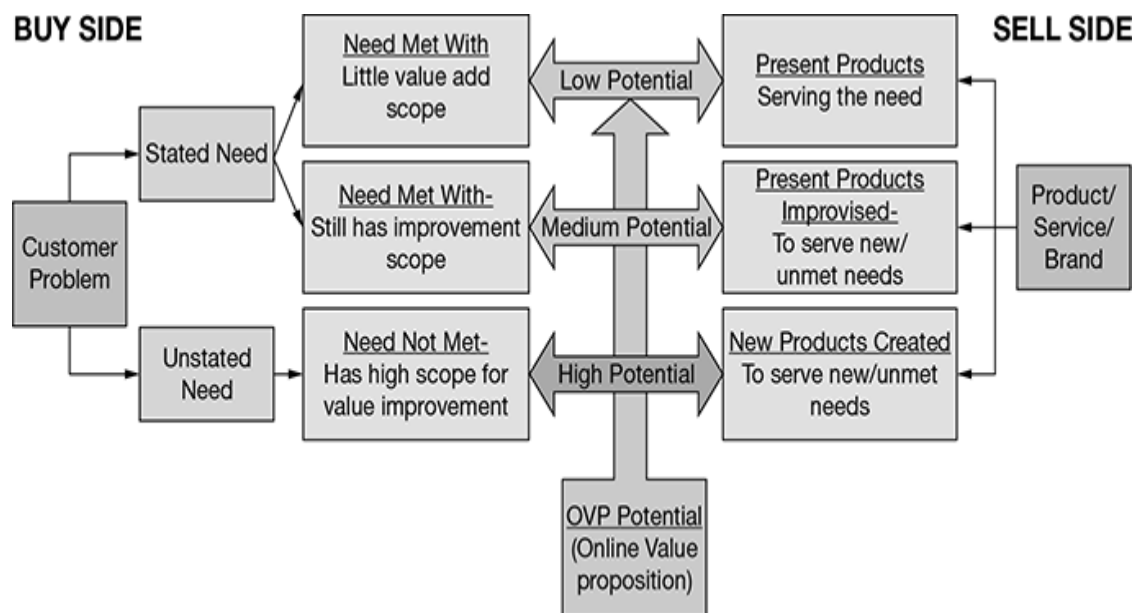 BUY SIDE
SELL SIDE
Need Met With
Little value add
scope
Low Potential
Present Products
Serving the need
Stated Need
Need Met With-
Still has improvement
scope
Medium Potential
Present Products
Improvised-
To serve new/
unmet needs
Product/
Service/
Brand
Customer
Problem
Unstated
Need
Need Not Met-
Has high scope for
value improvement
High Potential
New Products Created
To serve new/unmet
needs
OVP Potential
(Online Value
proposition)